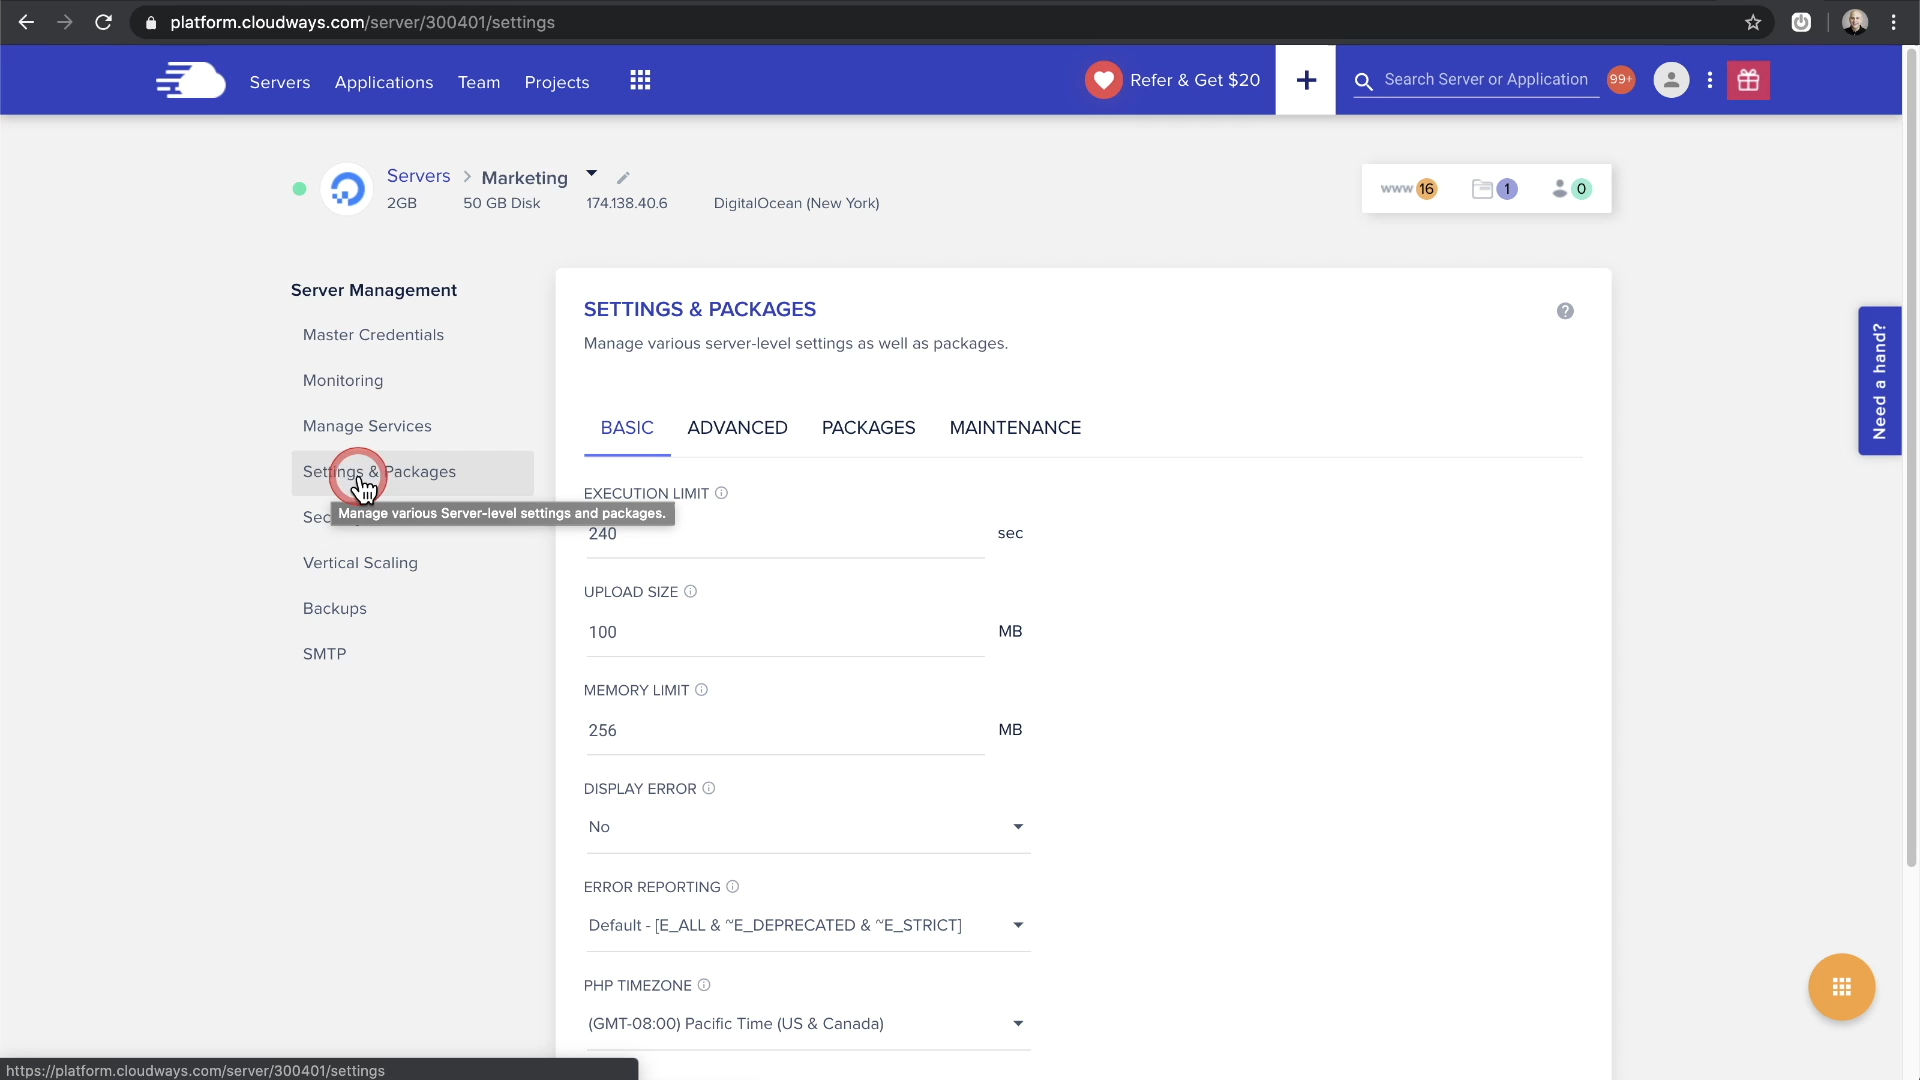 platform.cloudways.com/server/300401/settings
Servers
Applications
Team
Projects
Refer & Get $20
+
Search Server or Application
99+
Servers > Marketing
2GB
50 GB Disk
174.138.40.6
DigitalOcean (New York)
www 16
1
0
Server Management
Master Credentials
Monitoring
Manage Services
Settings & Packages
Manage various Server-level settings and packages.
Vertical Scaling
Backups
SMTP
SETTINGS & PACKAGES
?
Manage various server-level settings as well as packages.
BASIC
ADVANCED
PACKAGES
MAINTENANCE
EXECUTION LIMIT
240
sec
UPLOAD SIZE
100
MB
MEMORY LIMIT
256
MB
DISPLAY ERROR
No
ERROR REPORTING
Default - [E_ALL & ~E_DEPRECATED & ~E_STRICT]
PHP TIMEZONE
(GMT-08:00) Pacific Time (US & Canada)
Need a hand?
https://platform.cloudways.com/server/300401/settings